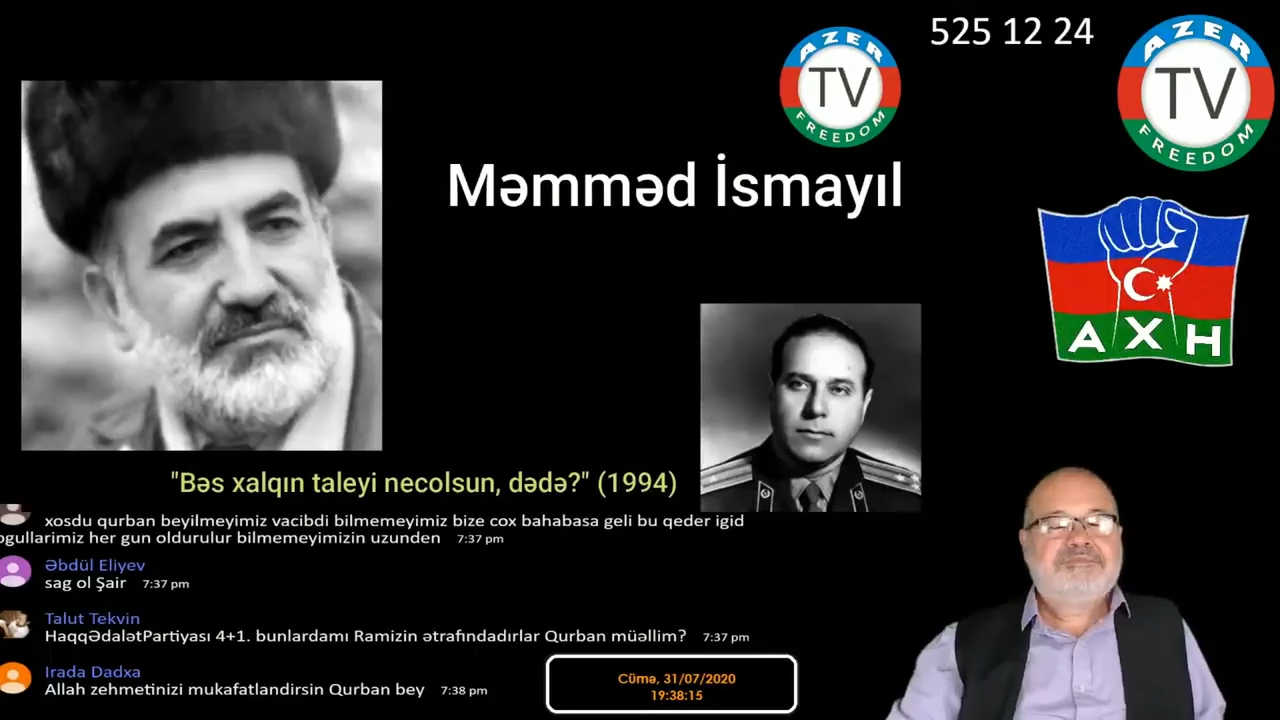 525 12 24
AZER
TV
FREEDOM
AZER
TV
FREEDOM
Məmməd İsmayıl
AXH
"Bəs xalqın taleyi necolsun, dədə?" (1994)
xosdu qurban beyilmeyimiz vacibdi bilmemeyimiz bize cox bahabasa geli bu qeder igid
ogullarimiz her gun oldurulur bilmemeyimizin uzunden 7:37 pm
Əbdül Eliyev
sag ol Şair 7:37 pm
Talut Tekvin
HaqqƏdalətPartiyası 4+1. bunlardamı Ramizin ətrafındadırlar Qurban müəllim? 7:37 pm
Irada Dadxa
Allah zehmetinizi mukafatlandirsin Qurban bey 7:38 pm
Cümə, 31/07/2020
19:38:15